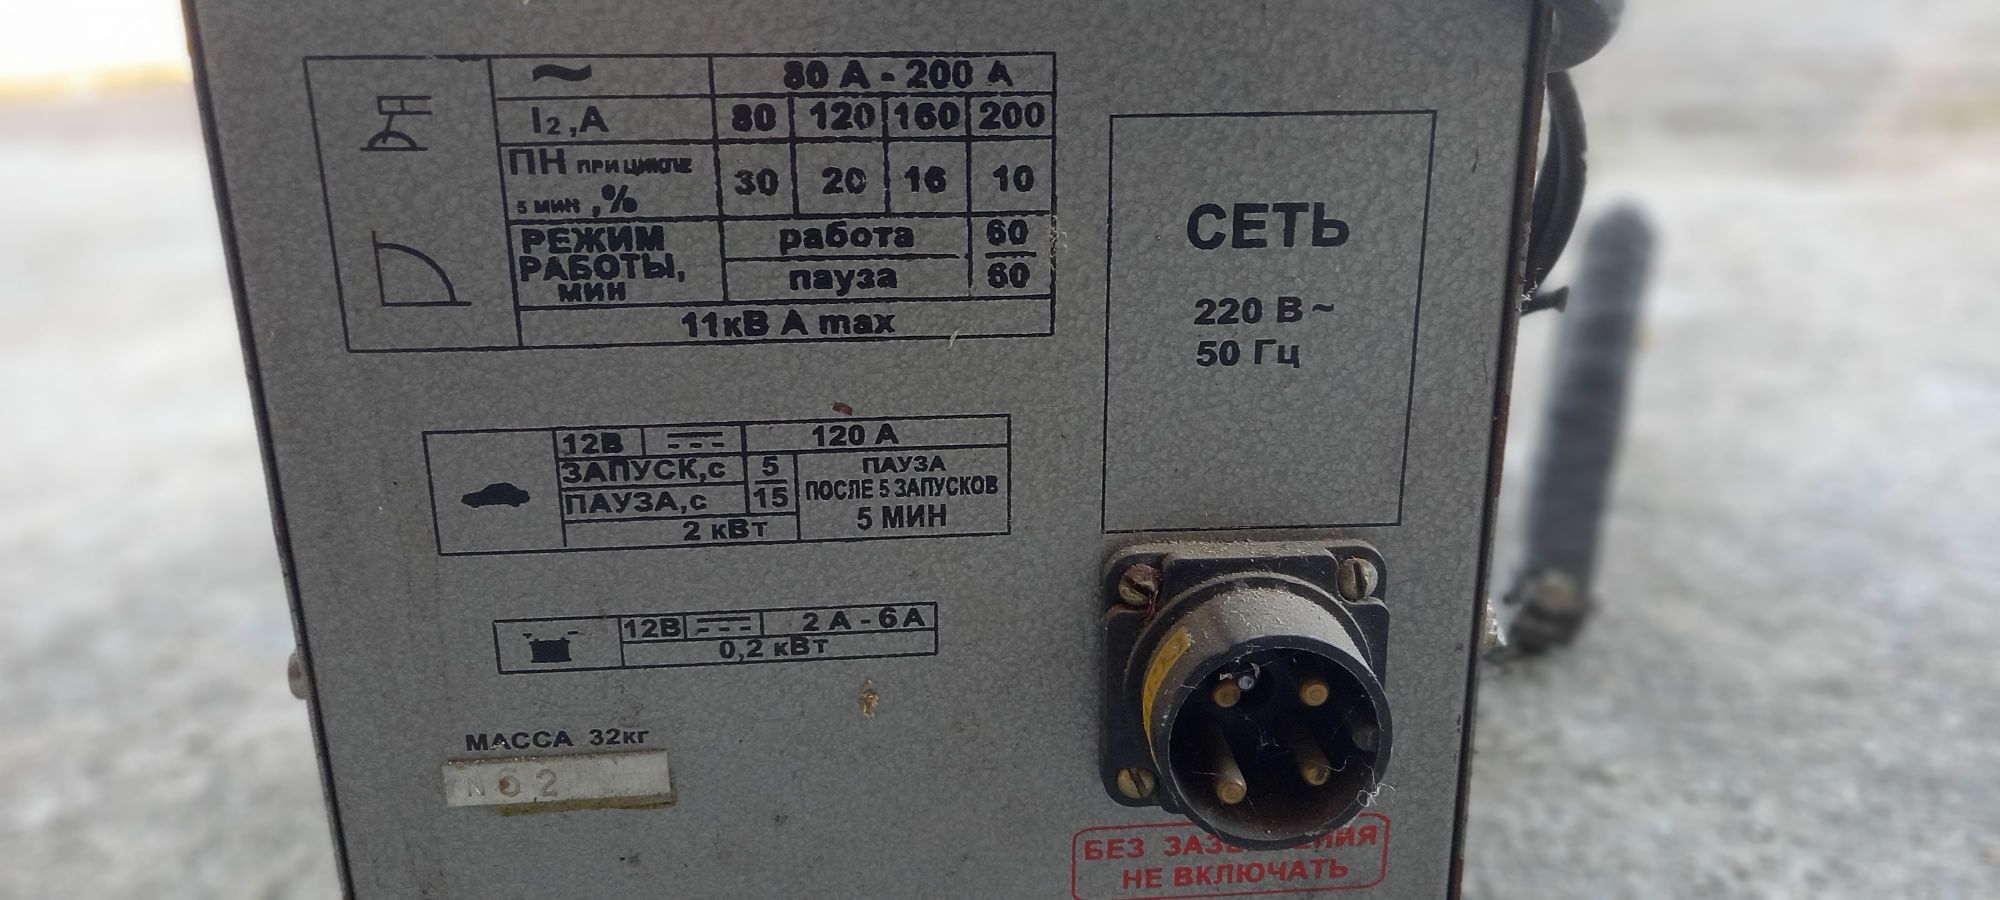 ~ 80 А - 200 А
I₂,А 80 120 160 200
ПН ПРИ ЦИКЛЕ
5 МИН ,% 30 20 16 10
РЕЖИМ РАБОТЫ, МИН работа 60
пауза 60
11кВ А max
СЕТЬ
220 В ~
50 Гц
12В 120 А
ЗАПУСК,с 5
ПАУЗА,с 15
ПАУЗА
ПОСЛЕ 5 ЗАПУСКОВ
5 МИН
2 кВт
12В 2 А - 6 А
0,2 кВт
МАССА 32кг
БЕЗ
НЕ ВКЛЮЧАТЬ